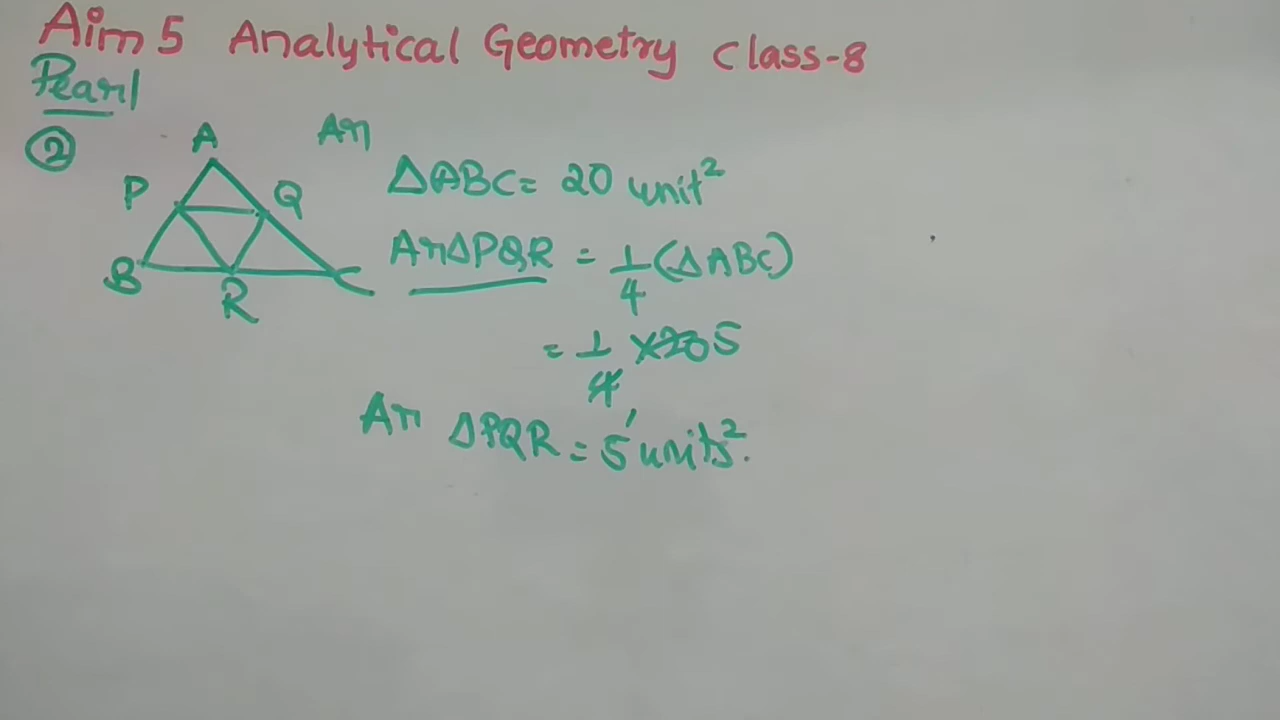 Aim 5 Analytical Geometry Class-8
Pearl
② A Ar
P Q ΔABC = 20 unit²
B R C ArΔPQR = 1/4 (ΔABC)
= 1/4 × 20 5
1
Ar ΔPQR = 5 units².